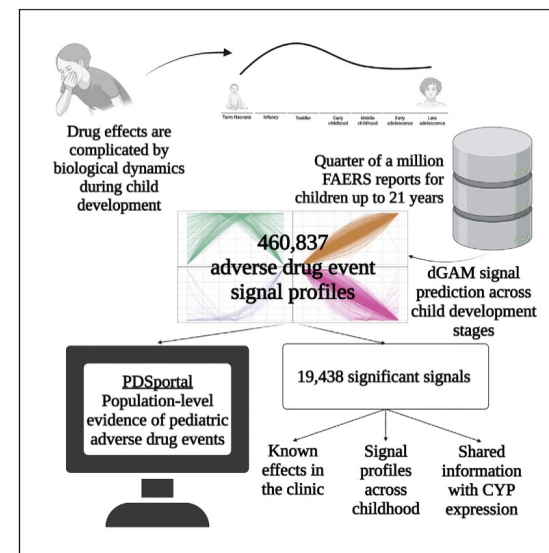 Term Neonate
Infancy
Toddler
Early
childhood
Middle
childhood
Early
adolescence
Late
adolescence
Drug effects are
complicated by
biological dynamics
during child
development
Quarter of a million
FAERS reports for
children up to 21 years
460,837
adverse drug event
signal profiles
dGAM signal
prediction across
child development
stages
PDSportal
Population-level
evidence of pediatric
adverse drug events
19,438 significant signals
Known
effects in
the clinic
Signal
profiles
across
childhood
Shared
information
with CYP
expression